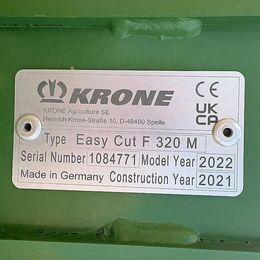 KRONE
CE
KRONE Agriculture SE
Heinrich-Krone-Straße 10, D-48480 Spelle
UK
CA
Type Easy Cut F 320 M
Serial Number 1084771 Model Year 2022
Made in Germany Construction Year 2021